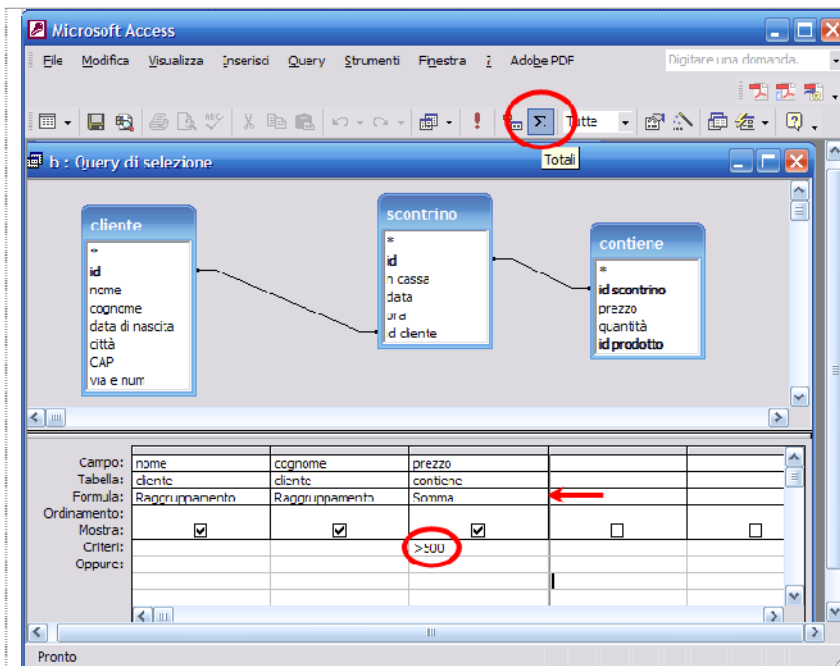 Microsoft Access
File Modifica Visualizza Inserisci Query Strumenti Finestra ? Adobe PDF Digitare una domanda.
Σ Tutte
Totali
b : Query di selezione
cliente
*
id
nome
cognome
data di nascita
città
CAP
via e num
scontrino
*
id
n cassa
data
ora
id cliente
contiene
*
id scontrino
prezzo
quantità
id prodotto
Campo: nome cognome prezzo
Tabella: cliente cliente contiene
Formula: Raggruppamento Raggruppamento Somma
Ordinamento:
Mostra:
Criteri: >500
Oppure:
Pronto